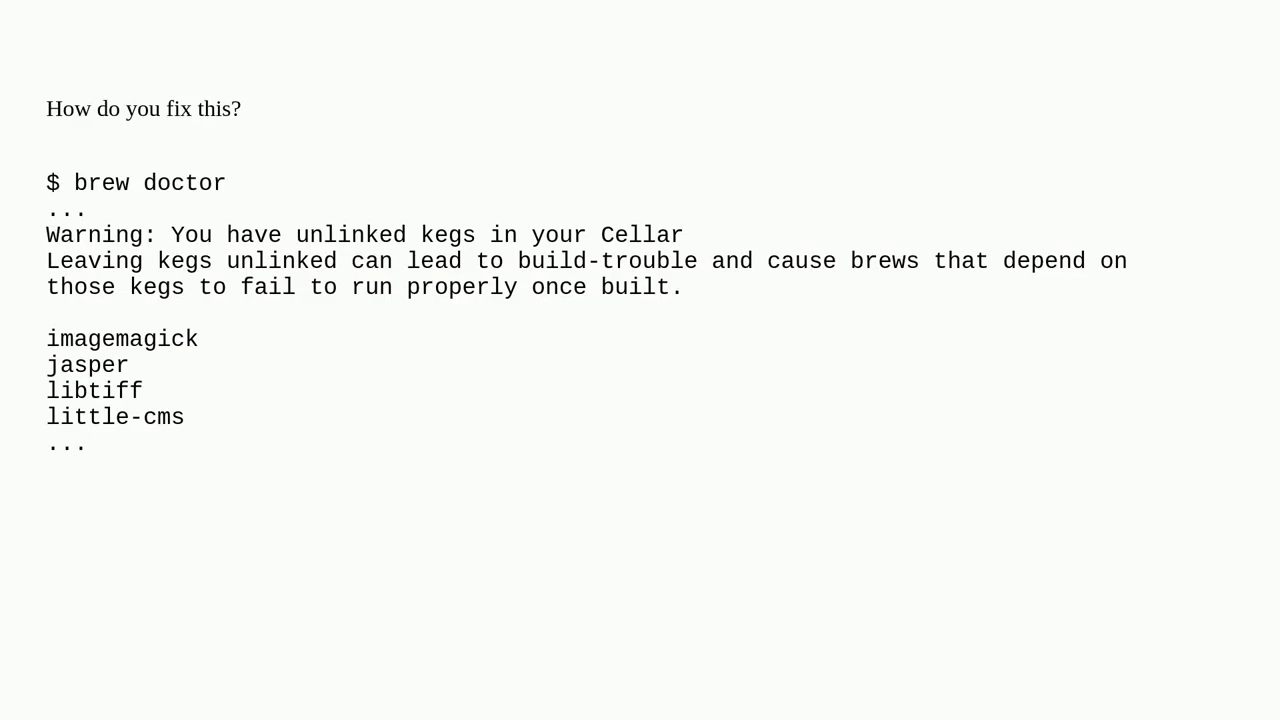 How do you fix this?
$ brew doctor
...
Warning: You have unlinked kegs in your Cellar
Leaving kegs unlinked can lead to build-trouble and cause brews that depend on
those kegs to fail to run properly once built.
imagemagick
jasper
libtiff
little-cms
...